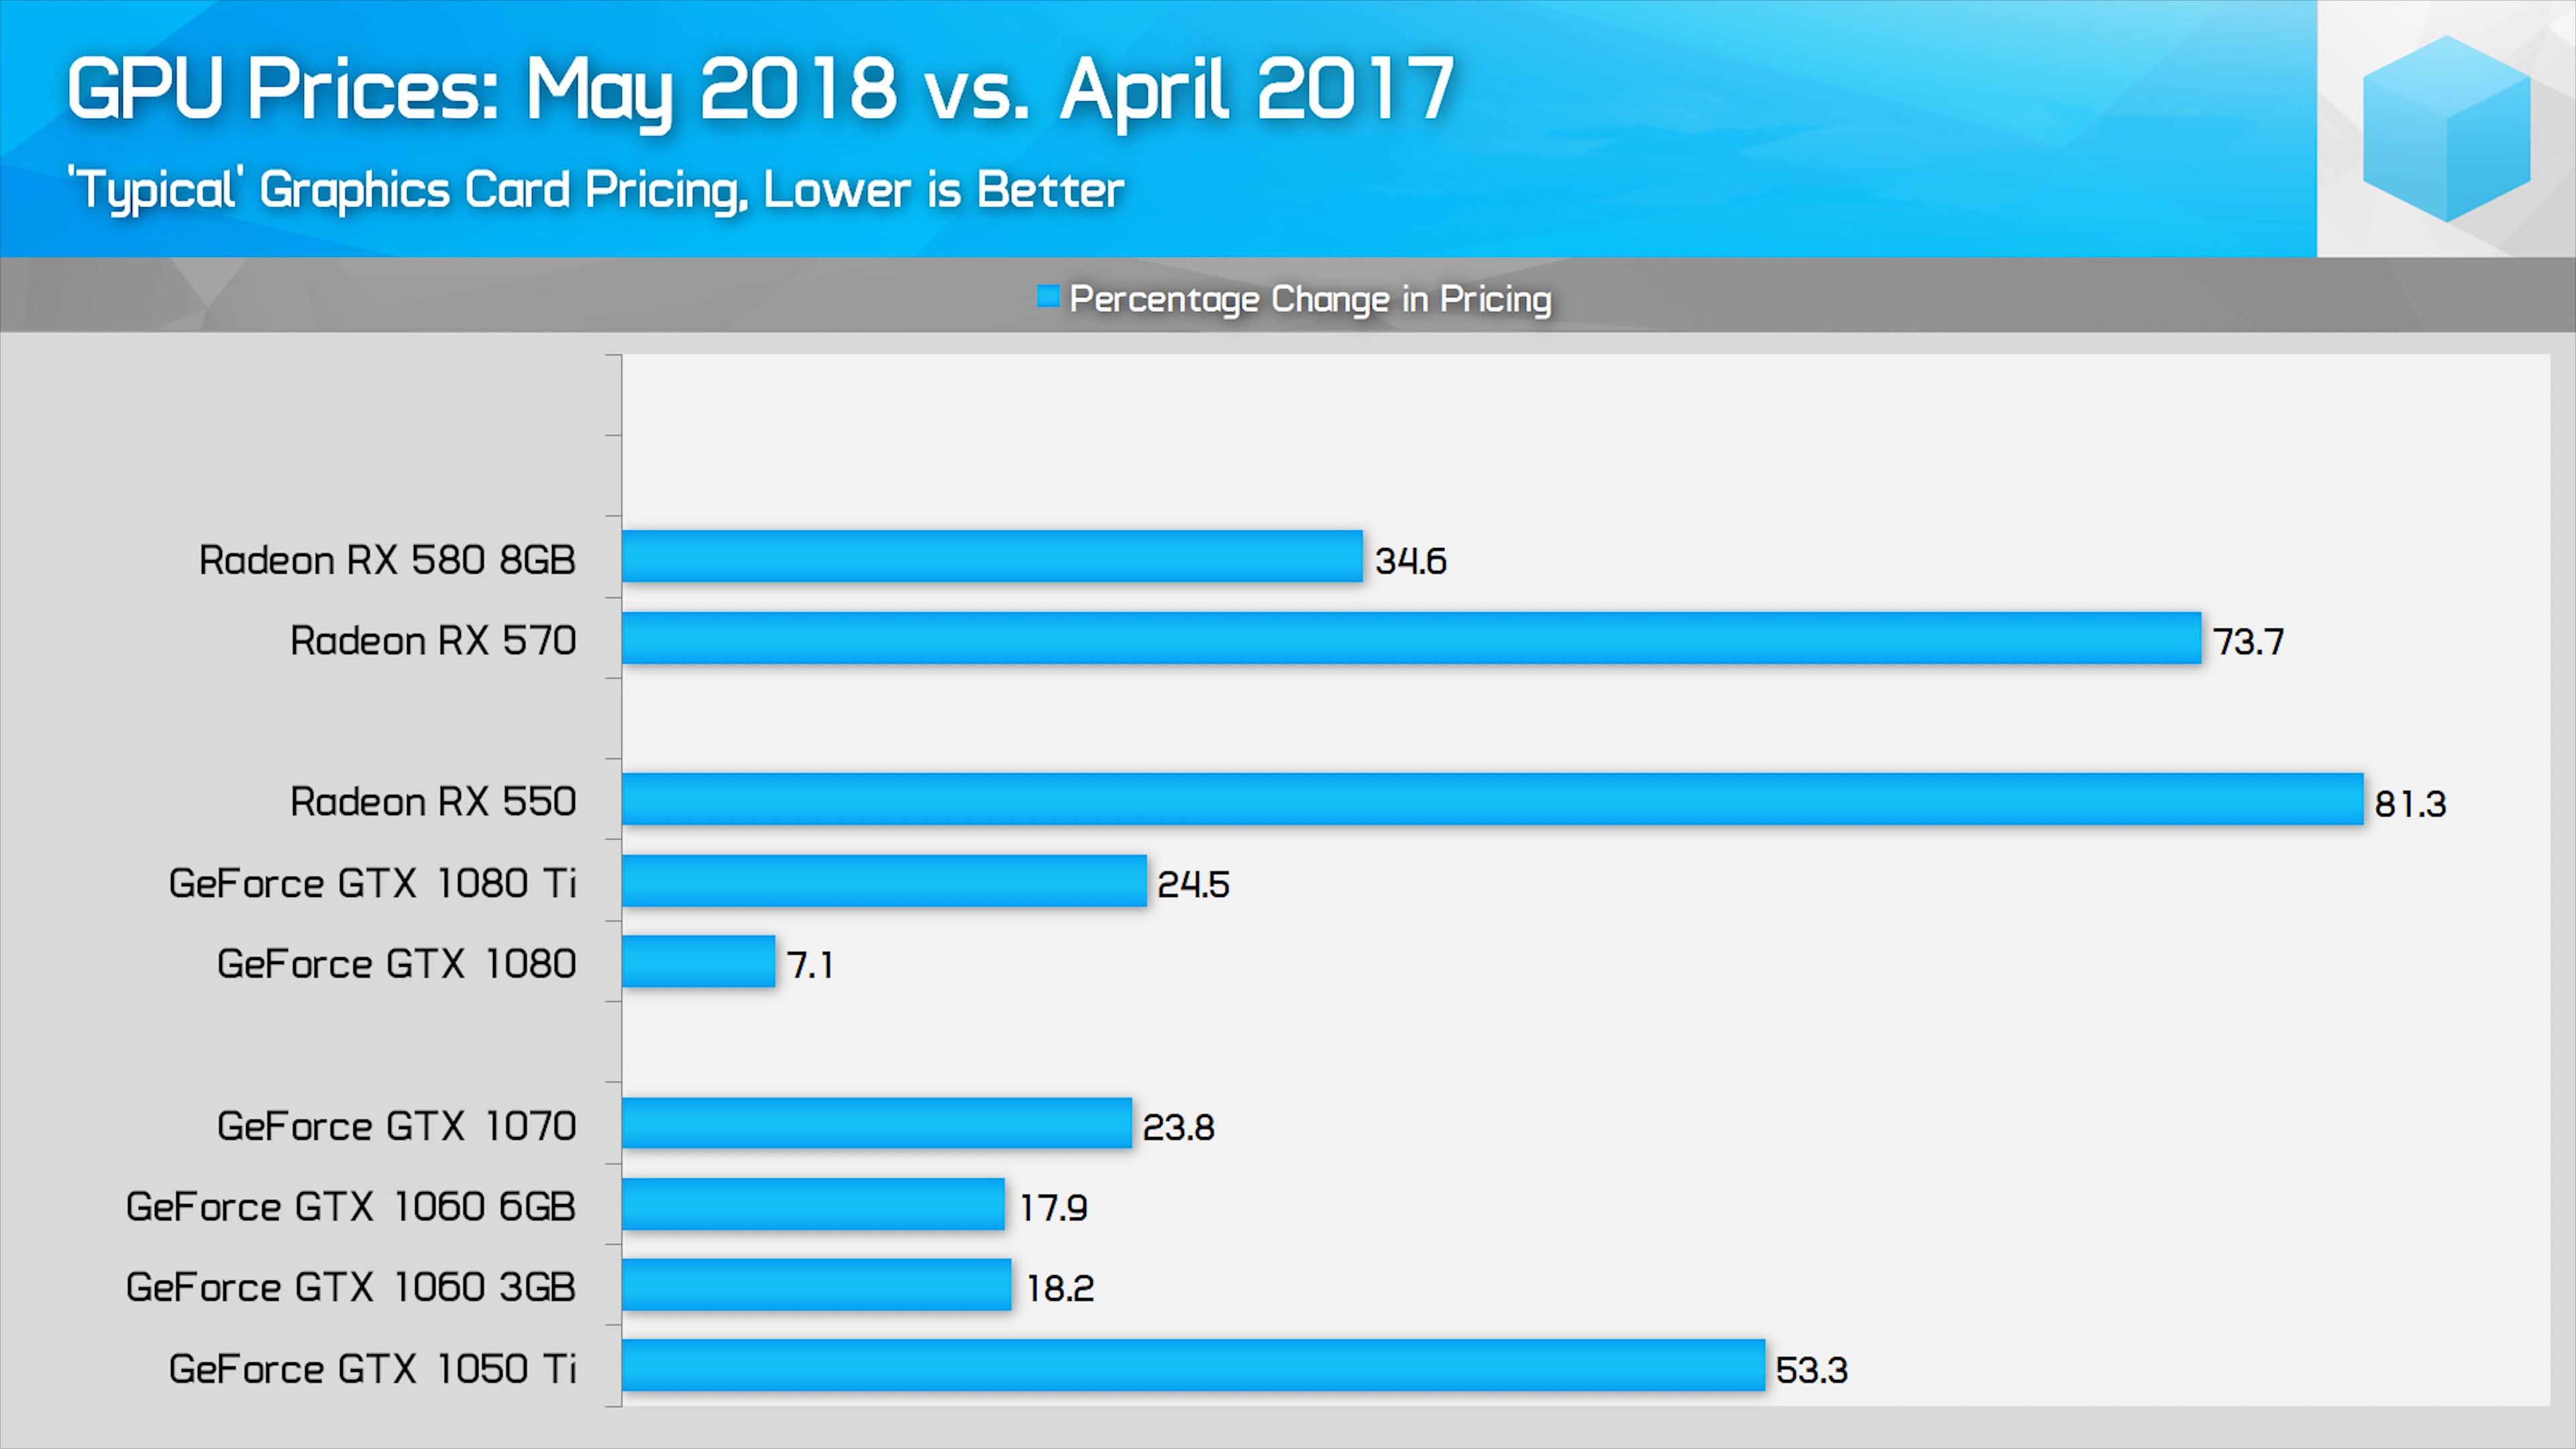 GPU Prices: May 2018 vs. April 2017
'Typical' Graphics Card Pricing, Lower is Better
Percentage Change in Pricing
Radeon RX 580 8GB 34.6
Radeon RX 570 73.7
Radeon RX 550 81.3
GeForce GTX 1080 Ti 24.5
GeForce GTX 1080 7.1
GeForce GTX 1070 23.8
GeForce GTX 1060 6GB 17.9
GeForce GTX 1060 3GB 18.2
GeForce GTX 1050 Ti 53.3